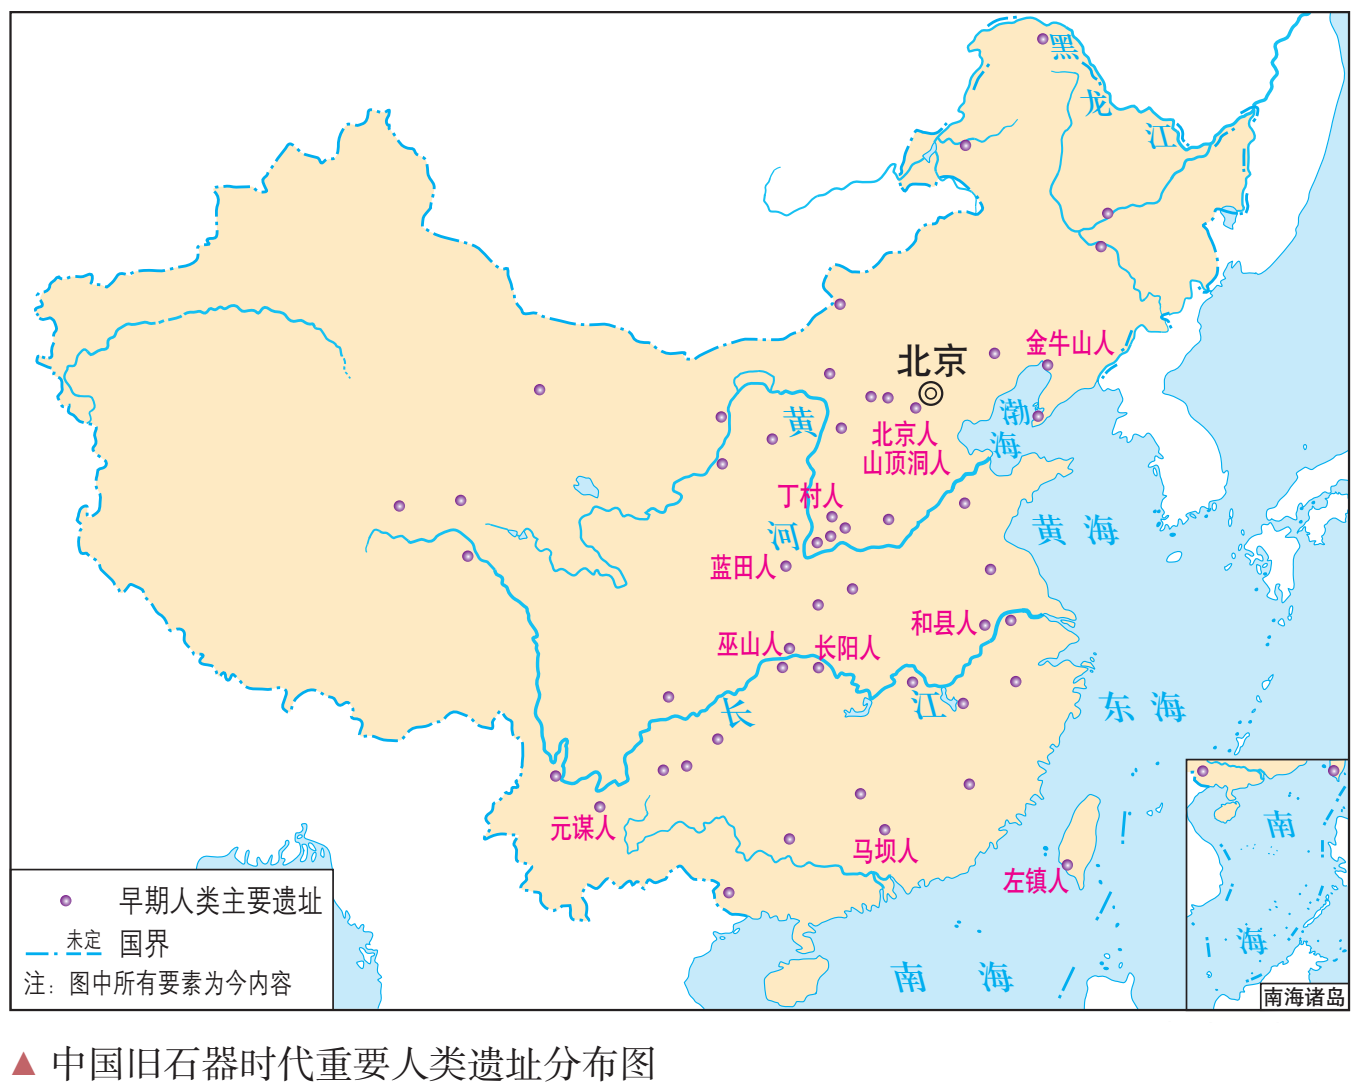 黑
龙
江
金牛山人
北京
渤
海
黄
北京人
山顶洞人
丁村人
河
黄 海
蓝田人
和县人
巫山人
长阳人
长
江
东 海
元谋人
马坝人
左镇人
南 海
南
海
南海诸岛
早期人类主要遗址
未定
国界
注：图中所有要素为今内容
▲ 中国旧石器时代重要人类遗址分布图